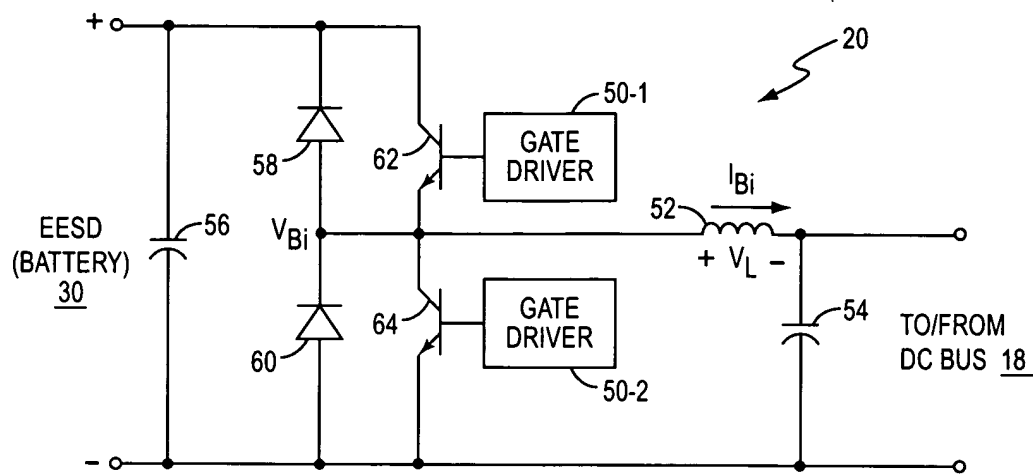 +
20
50-1
GATE
DRIVER
62
58
I_Bi
52
EESD
(BATTERY)
30
56
V_Bi
+ V_L -
GATE
DRIVER
64
60
54
TO/FROM
DC BUS 18
50-2
-